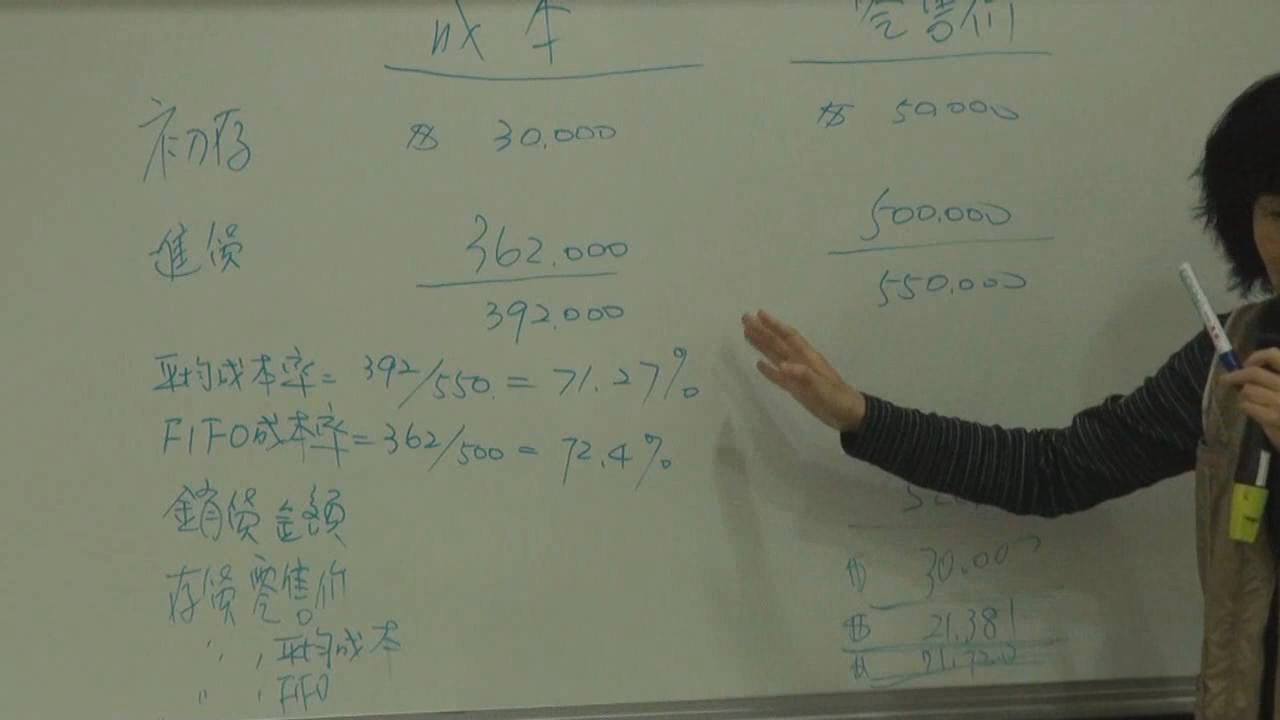 成本 零售價
初存 $ 30.000 $ 50.000
進貨 362.000 500.000
392.000 550.000
平均成本率= 392/550. = 71.27%
FIFO成本率=362/500 = 72.4%
銷貨金額
存貨零售价 $ 30.000
〃 , 平均成本 $ 21.381
〃 , FIFO $ 21.720